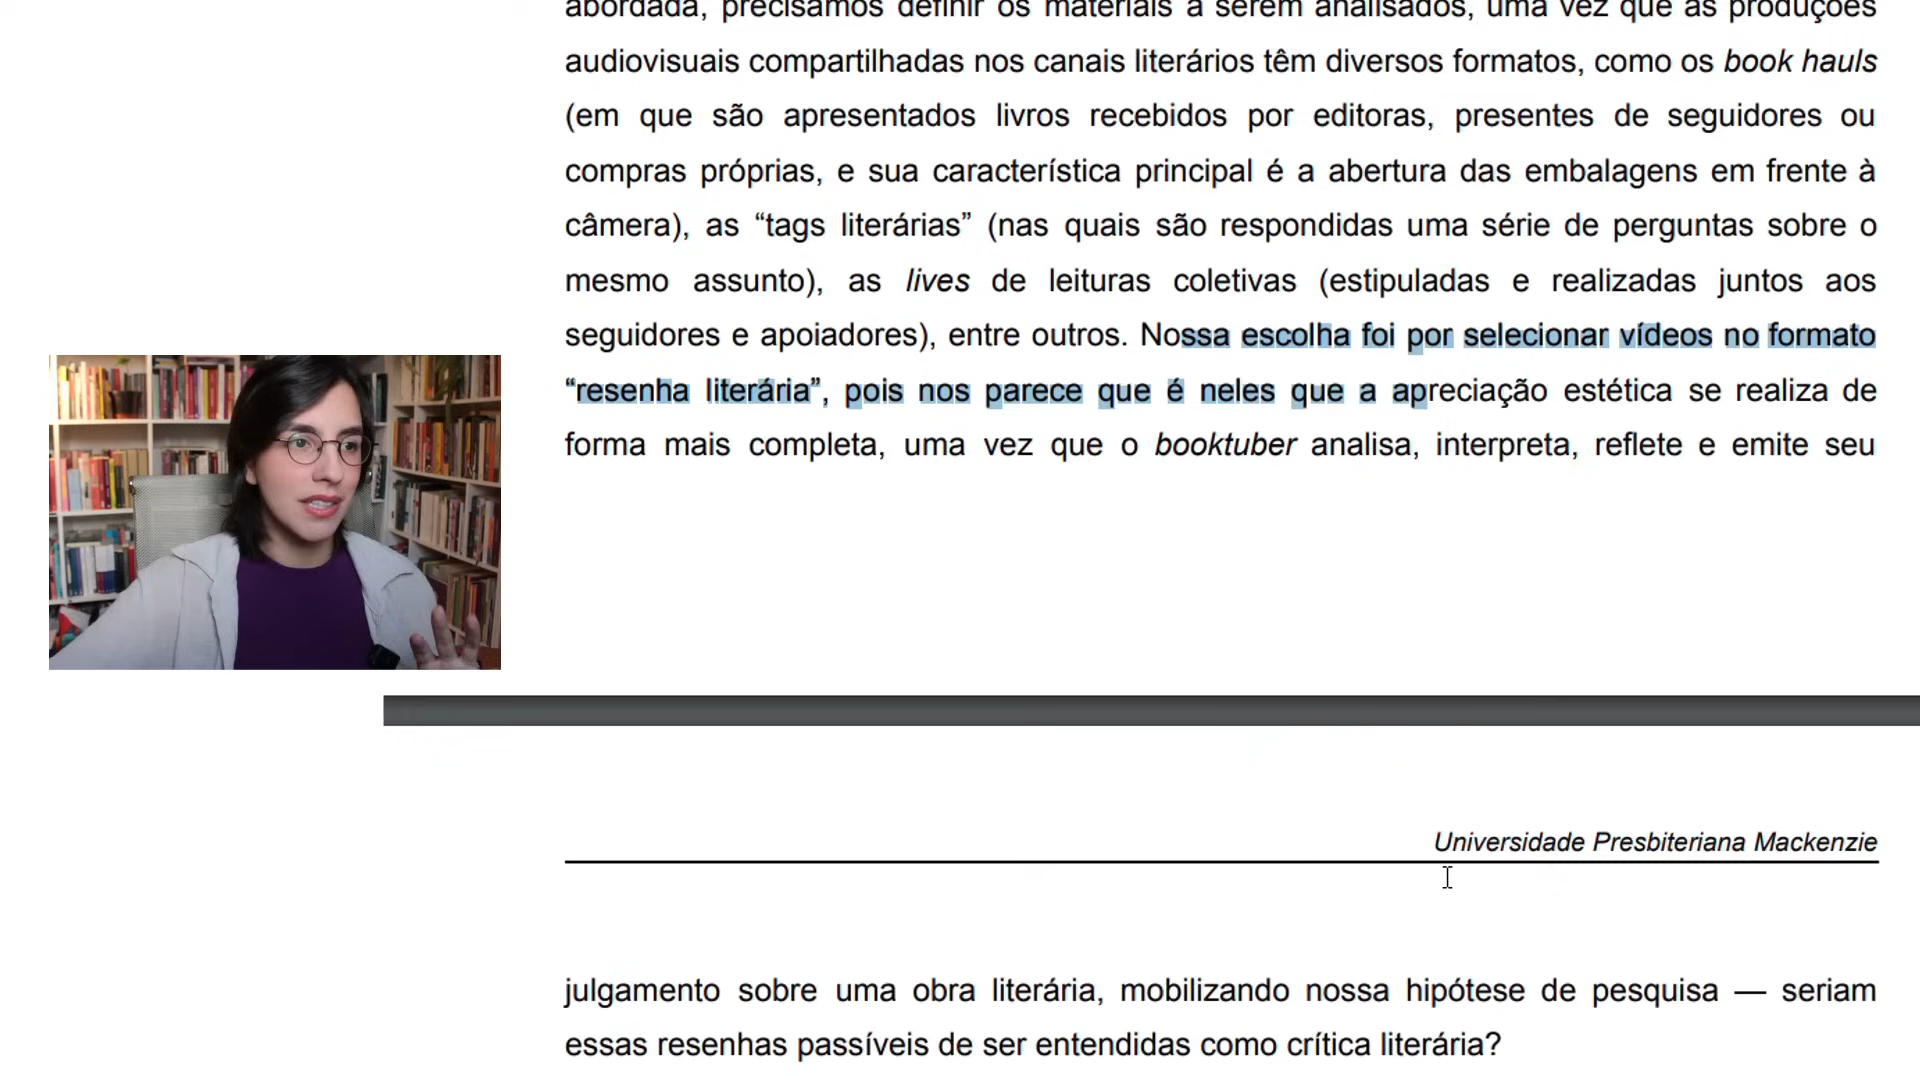 abordada, precisamos definir os materiais a serem analisados, uma vez que as produções
audiovisuais compartilhadas nos canais literários têm diversos formatos, como os book hauls
(em que são apresentados livros recebidos por editoras, presentes de seguidores ou
compras próprias, e sua característica principal é a abertura das embalagens em frente à
câmera), as “tags literárias” (nas quais são respondidas uma série de perguntas sobre o
mesmo assunto), as lives de leituras coletivas (estipuladas e realizadas juntos aos
seguidores e apoiadores), entre outros. Nossa escolha foi por selecionar vídeos no formato
“resenha literária”, pois nos parece que é neles que a apreciação estética se realiza de
forma mais completa, uma vez que o booktuber analisa, interpreta, reflete e emite seu
Universidade Presbiteriana Mackenzie
julgamento sobre uma obra literária, mobilizando nossa hipótese de pesquisa — seriam
essas resenhas passíveis de ser entendidas como crítica literária?